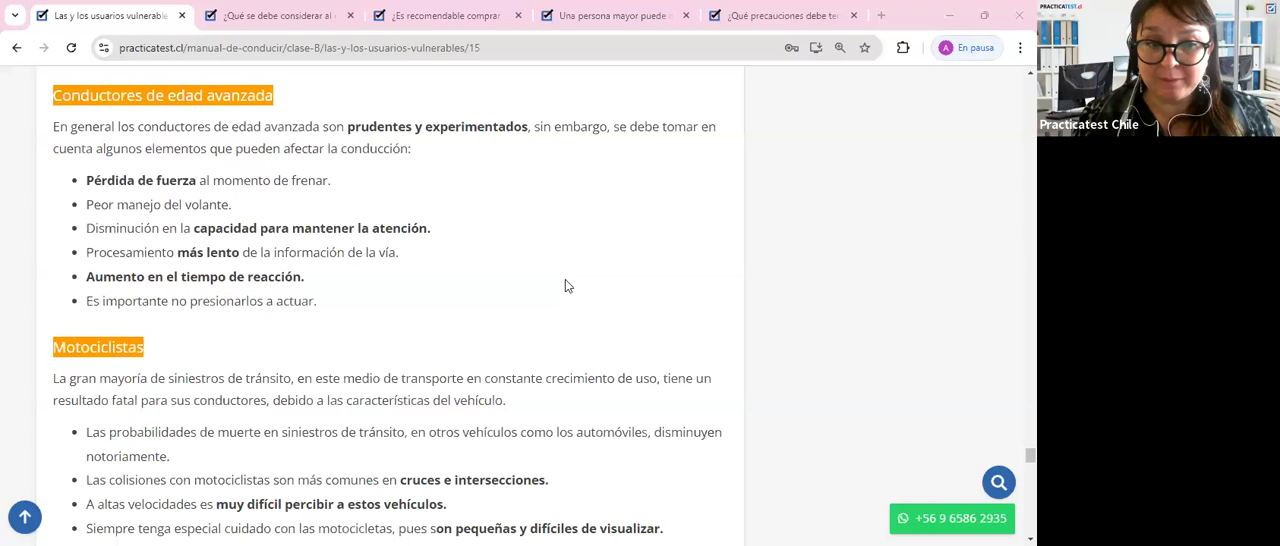 Las y los usuarios vulnerable
¿Qué se debe considerar al
¿Es recomendable comprar
Una persona mayor puede
¿Qué precauciones debe ten
practicatest.cl/manual-de-conducir/clase-B/las-y-los-usuarios-vulnerables/15
A
En pausa
PRACTICATEST.cl
Practicatest Chile
Conductores de edad avanzada
En general los conductores de edad avanzada son prudentes y experimentados, sin embargo, se debe tomar en
cuenta algunos elementos que pueden afectar la conducción:
• Pérdida de fuerza al momento de frenar.
• Peor manejo del volante.
• Disminución en la capacidad para mantener la atención.
• Procesamiento más lento de la información de la vía.
• Aumento en el tiempo de reacción.
• Es importante no presionarlos a actuar.
Motociclistas
La gran mayoría de siniestros de tránsito, en este medio de transporte en constante crecimiento de uso, tiene un
resultado fatal para sus conductores, debido a las características del vehículo.
• Las probabilidades de muerte en siniestros de tránsito, en otros vehículos como los automóviles, disminuyen
notoriamente.
• Las colisiones con motociclistas son más comunes en cruces e intersecciones.
• A altas velocidades es muy difícil percibir a estos vehículos.
• Siempre tenga especial cuidado con las motocicletas, pues son pequeñas y difíciles de visualizar.
+56 9 6586 2935